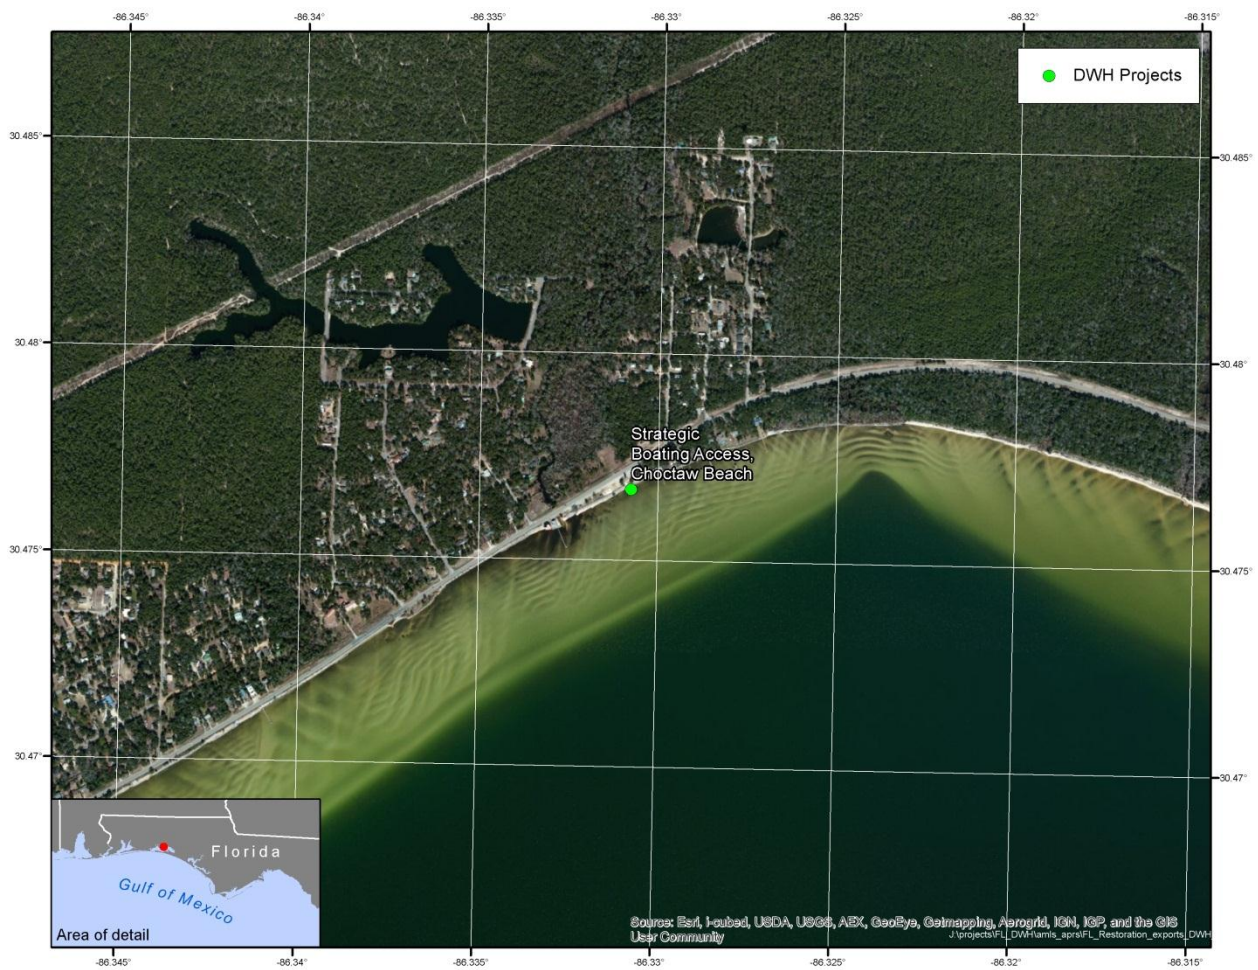 -86.345° -86.34° -86.335° -86.33° -86.325° -86.32° -86.315°
DWH Projects
30.485°
30.485°
30.48°
30.48°
Strategic
Boating Access,
Choctaw Beach
30.475°
30.475°
30.47°
30.47°
Florida
Gulf of Mexico
Area of detail
Source: Esri, i-cubed, USDA, USGS, AEX, GeoEye, Getmapping, Aerogrid, IGN, IGP, and the GIS
User Community
J:\projects\FL_DWH\amls_aprs\FL_Restoration_exports_DWH
-86.345° -86.34° -86.335° -86.33° -86.325° -86.32° -86.315°